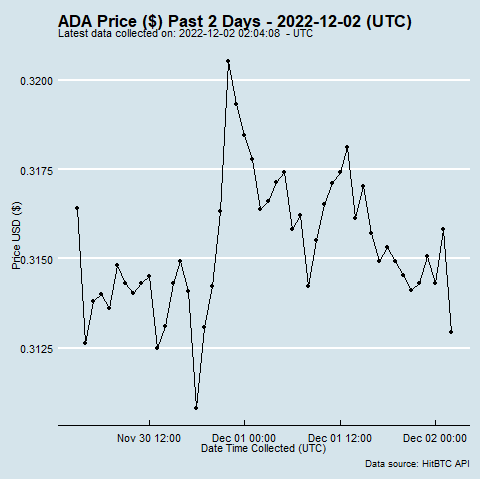 ADA Price ($) Past 2 Days - 2022-12-02 (UTC)
Latest data collected on: 2022-12-02 02:04:08  - UTC
0.3200
0.3175
0.3150
0.3125
Price USD ($)
Nov 30 12:00
Dec 01 00:00
Dec 01 12:00
Dec 02 00:00
Date Time Collected (UTC)
Data source: HitBTC API